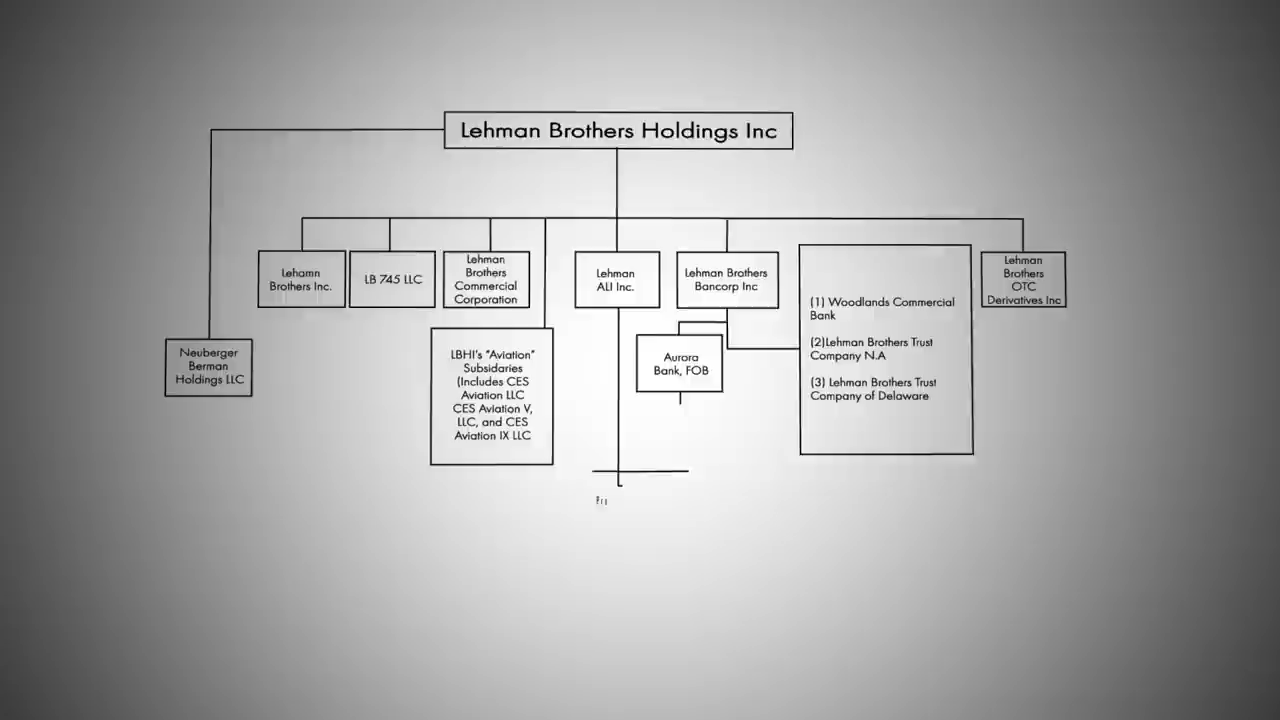 Lehman Brothers Holdings Inc
Lehamn
Brothers Inc.
LB 745 LLC
Lehman
Brothers
Commercial
Corporation
Lehman
ALI Inc.
Lehman Brothers
Bancorp Inc
(1) Woodlands Commercial
Bank
(2)Lehman Brothers Trust
Company N.A
(3) Lehman Brothers Trust
Company of Delaware
Lehman
Brothers
OTC
Derivatives Inc
Neuberger
Berman
Holdings LLC
LBHI's "Aviation"
Subsidaries
(Includes CES
Aviation LLC
CES Aviation V,
LLC, and CES
Aviation IX LLC
Aurora
Bank, FOB